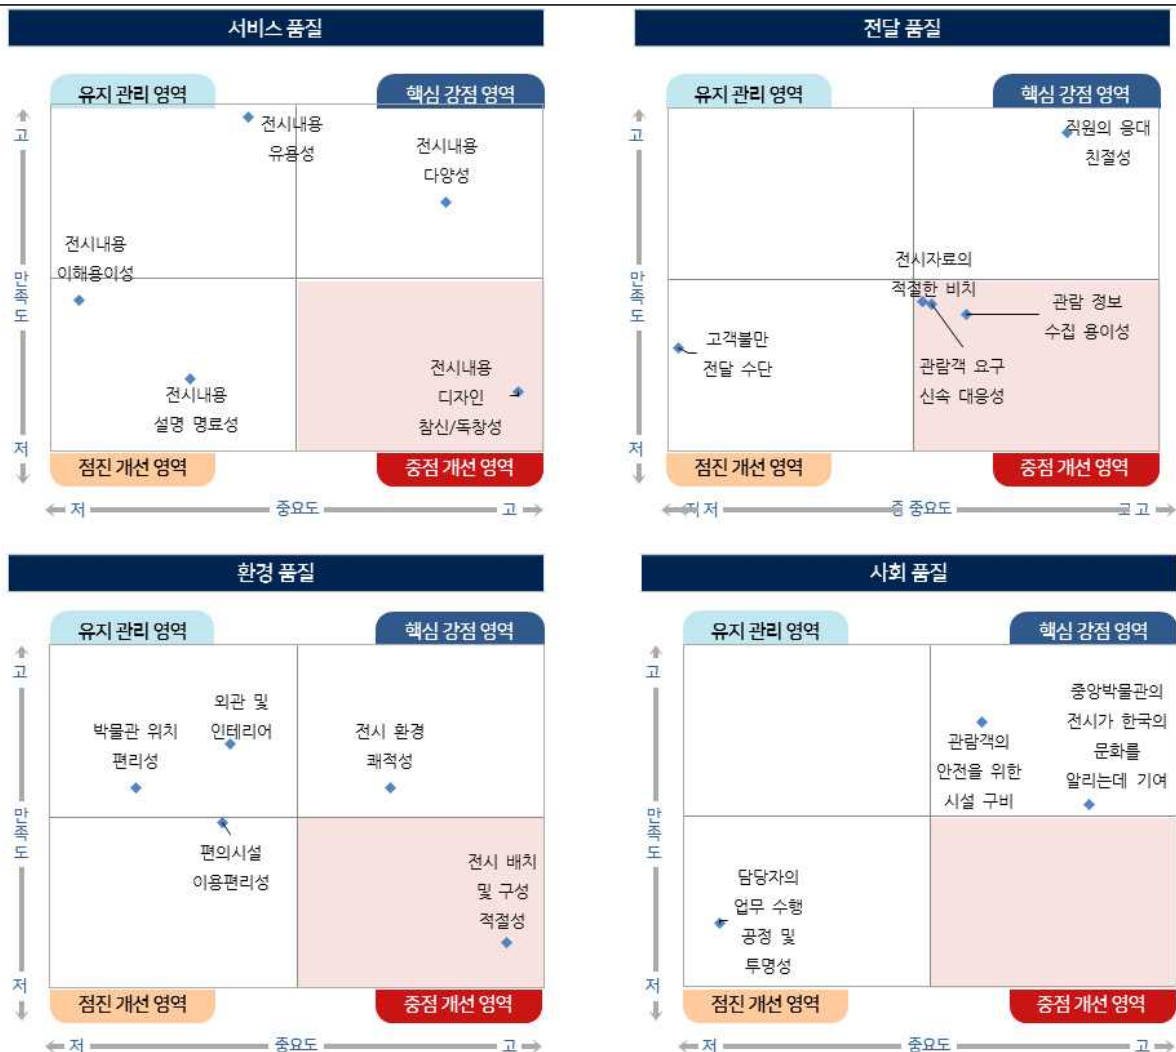 서비스 품질
유지 관리 영역
핵심 강점 영역
고
만족도
저
전시내용
유용성
전시내용
다양성
전시내용
이해용이성
전시내용
설명 명료성
전시내용
디자인
참신/독창성
점진 개선 영역
중점 개선 영역
저
중요도
고
전달 품질
유지 관리 영역
핵심 강점 영역
고
만족도
저
직원의 응대
친절성
전시자료의
적절한 비치
관람 정보
수집 용이성
고객불만
전달 수단
관람객 요구
신속 대응성
점진 개선 영역
중점 개선 영역
저 저
중 중요도
고 고
환경 품질
유지 관리 영역
핵심 강점 영역
고
만족도
저
박물관 위치
편리성
외관 및
인테리어
전시 환경
쾌적성
편의시설
이용편리성
전시 배치
및 구성
적절성
점진 개선 영역
중점 개선 영역
저
중요도
고
사회 품질
유지 관리 영역
핵심 강점 영역
고
만족도
저
관람객의
안전을 위한
시설 구비
중앙박물관의
전시가 한국의
문화를
알리는데 기여
담당자의
업무 수행
공정 및
투명성
점진 개선 영역
중점 개선 영역
저
중요도
고